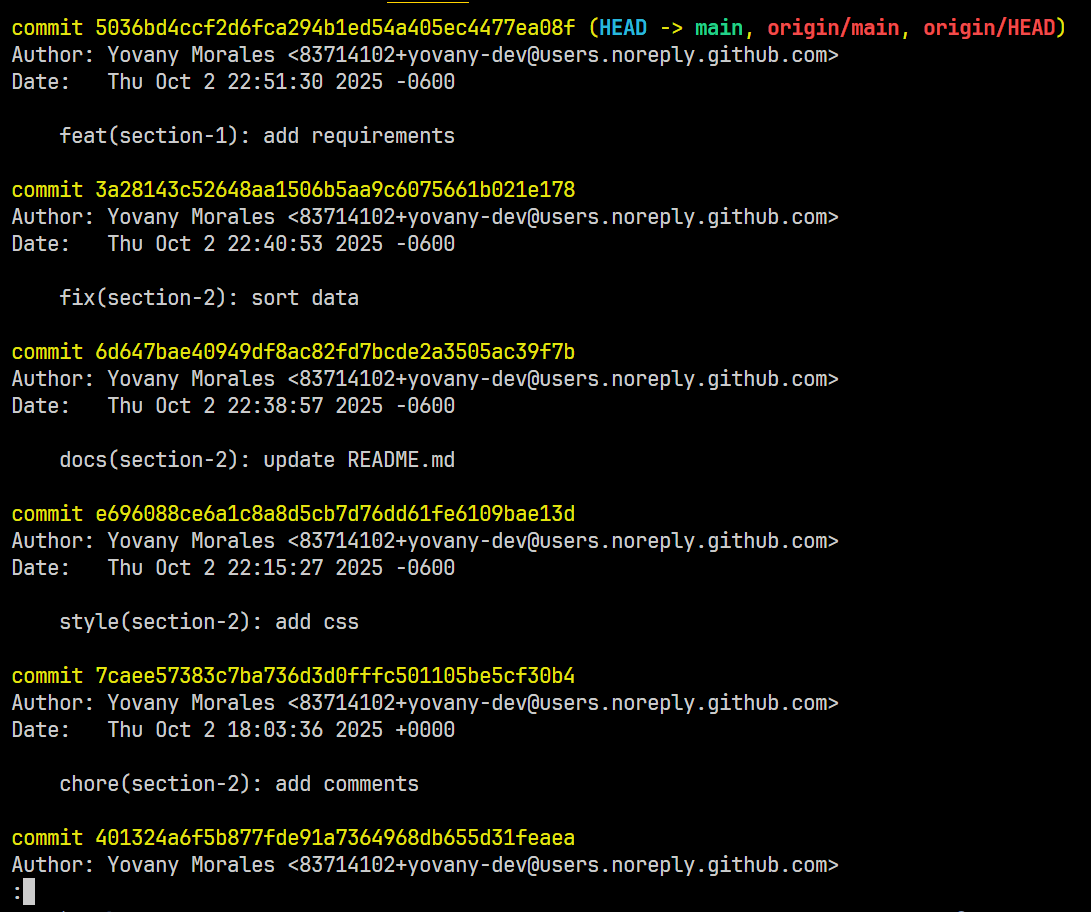 commit 5036bd4ccf2d6fca294b1ed54a405ec4477ea08f (HEAD -> main, origin/main, origin/HEAD)
Author: Yovany Morales <83714102+yovany-dev@users.noreply.github.com>
Date:   Thu Oct 2 22:51:30 2025 -0600
    feat(section-1): add requirements
commit 3a28143c52648aa1506b5aa9c6075661b021e178
Author: Yovany Morales <83714102+yovany-dev@users.noreply.github.com>
Date:   Thu Oct 2 22:40:53 2025 -0600
    fix(section-2): sort data
commit 6d647bae40949df8ac82fd7bcde2a3505ac39f7b
Author: Yovany Morales <83714102+yovany-dev@users.noreply.github.com>
Date:   Thu Oct 2 22:38:57 2025 -0600
    docs(section-2): update README.md
commit e696088ce6a1c8a8d5cb7d76dd61fe6109bae13d
Author: Yovany Morales <83714102+yovany-dev@users.noreply.github.com>
Date:   Thu Oct 2 22:15:27 2025 -0600
    style(section-2): add css
commit 7caee57383c7ba736d3d0fffc501105be5cf30b4
Author: Yovany Morales <83714102+yovany-dev@users.noreply.github.com>
Date:   Thu Oct 2 18:03:36 2025 +0000
    chore(section-2): add comments
commit 401324a6f5b877fde91a7364968db655d31feaea
Author: Yovany Morales <83714102+yovany-dev@users.noreply.github.com>
: